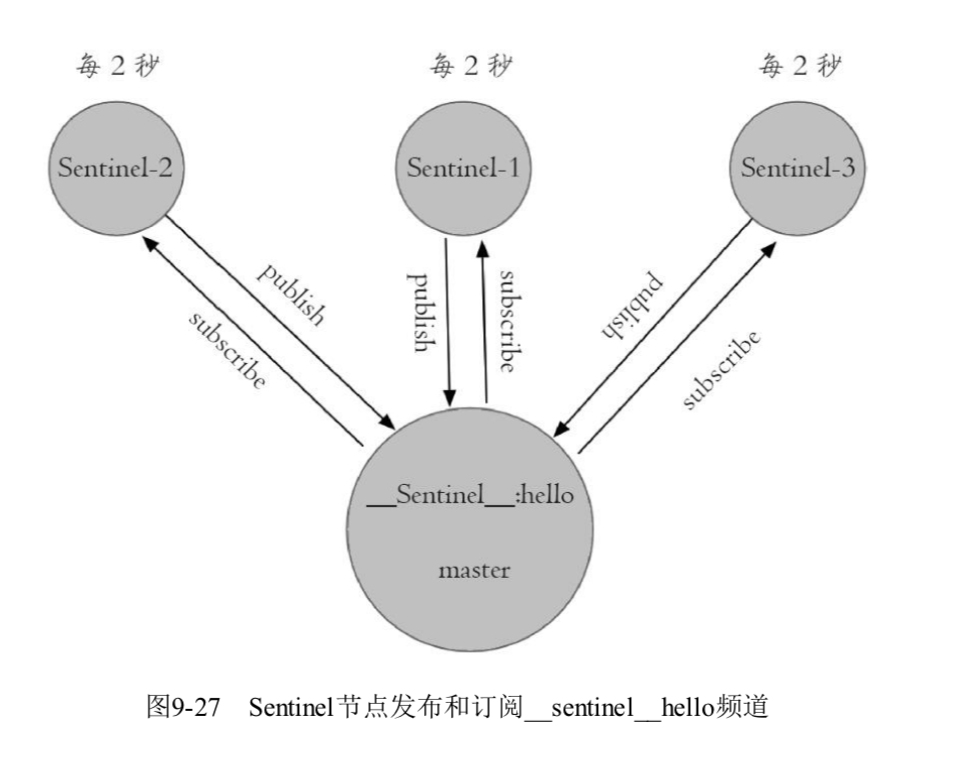 每 2 秒
每 2 秒
每 2 秒
Sentinel-2
Sentinel-1
Sentinel-3
publish
subscribe
publish
subscribe
publish
subscribe
__Sentinel__:hello
master
图9-27 Sentinel节点发布和订阅__sentinel__hello频道